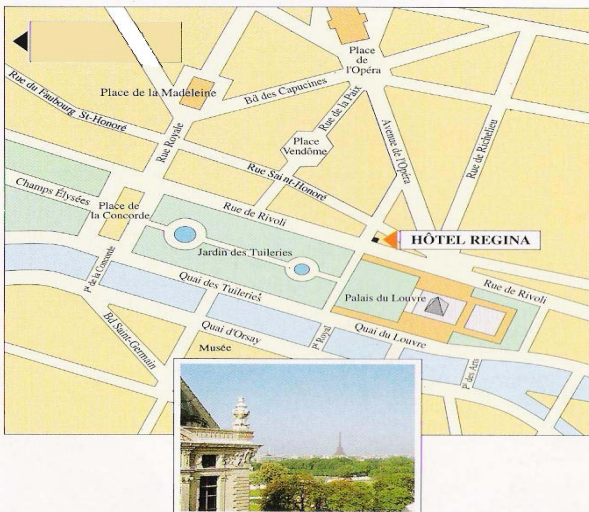 Place
de
l'Opéra
Place de la Madeleine
Bd des Capucines
Rue de la Paix
Rue du Faubourg St-Honoré
Rue Royale
Place
Vendôme
Avenue de l'Opéra
Rue de Richelieu
Rue Saint-Honoré
Champs Élysées
Place de
la Concorde
Rue de Rivoli
HÔTEL REGINA
Jardin des Tuileries
Pt de la Concorde
Quai des Tuileries
Palais du Louvre
Rue de Rivoli
Bd Saint-Germain
Quai d'Orsay
Musée
Pt Royal
Quai du Louvre
Pt des Arts